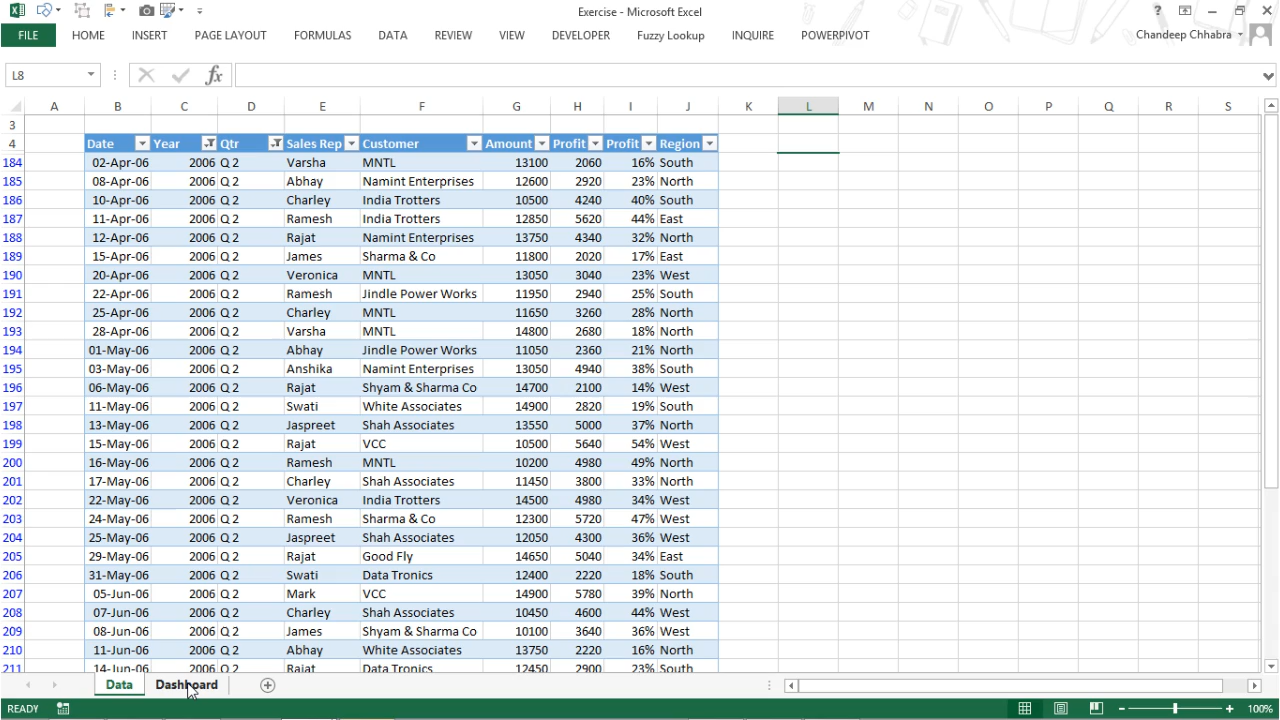 Exercise - Microsoft Excel
?
FILE HOME INSERT PAGE LAYOUT FORMULAS DATA REVIEW VIEW DEVELOPER Fuzzy Lookup INQUIRE POWERPIVOT Chandeep Chhabra
L8 fx
A B C D E F G H I J K L M N O P Q R S
3
4 Date Year Qtr Sales Rep Customer Amount Profit Profit Region
184 02-Apr-06 2006 Q 2 Varsha MNTL 13100 2060 16% South
185 08-Apr-06 2006 Q 2 Abhay Namint Enterprises 12600 2920 23% North
186 10-Apr-06 2006 Q 2 Charley India Trotters 10500 4240 40% South
187 11-Apr-06 2006 Q 2 Ramesh India Trotters 12850 5620 44% East
188 12-Apr-06 2006 Q 2 Rajat Namint Enterprises 13750 4340 32% North
189 15-Apr-06 2006 Q 2 James Sharma & Co 11800 2020 17% East
190 20-Apr-06 2006 Q 2 Veronica MNTL 13050 3040 23% West
191 22-Apr-06 2006 Q 2 Ramesh Jindle Power Works 11950 2940 25% South
192 25-Apr-06 2006 Q 2 Charley MNTL 11650 3260 28% North
193 28-Apr-06 2006 Q 2 Varsha MNTL 14800 2680 18% North
194 01-May-06 2006 Q 2 Abhay Jindle Power Works 11050 2360 21% North
195 03-May-06 2006 Q 2 Anshika Namint Enterprises 13050 4940 38% South
196 06-May-06 2006 Q 2 Rajat Shyam & Sharma Co 14700 2100 14% West
197 11-May-06 2006 Q 2 Swati White Associates 14900 2820 19% South
198 13-May-06 2006 Q 2 Jaspreet Shah Associates 13550 5000 37% North
199 15-May-06 2006 Q 2 Rajat VCC 10500 5640 54% West
200 16-May-06 2006 Q 2 Ramesh MNTL 10200 4980 49% North
201 17-May-06 2006 Q 2 Charley Shah Associates 11450 3800 33% North
202 22-May-06 2006 Q 2 Veronica India Trotters 14500 4980 34% West
203 24-May-06 2006 Q 2 Ramesh Sharma & Co 12300 5720 47% West
204 25-May-06 2006 Q 2 Jaspreet Shah Associates 12050 4300 36% West
205 29-May-06 2006 Q 2 Rajat Good Fly 14650 5040 34% East
206 31-May-06 2006 Q 2 Swati Data Tronics 12400 2220 18% South
207 05-Jun-06 2006 Q 2 Mark VCC 14900 5780 39% North
208 07-Jun-06 2006 Q 2 Charley Shah Associates 10450 4600 44% West
209 08-Jun-06 2006 Q 2 James Shyam & Sharma Co 10100 3640 36% West
210 11-Jun-06 2006 Q 2 Abhay White Associates 13750 2220 16% North
211 14-Jun-06 2006 Q 2 Rajat Data Tronics 12450 2900 23% South
Data Dashboard
READY 100%